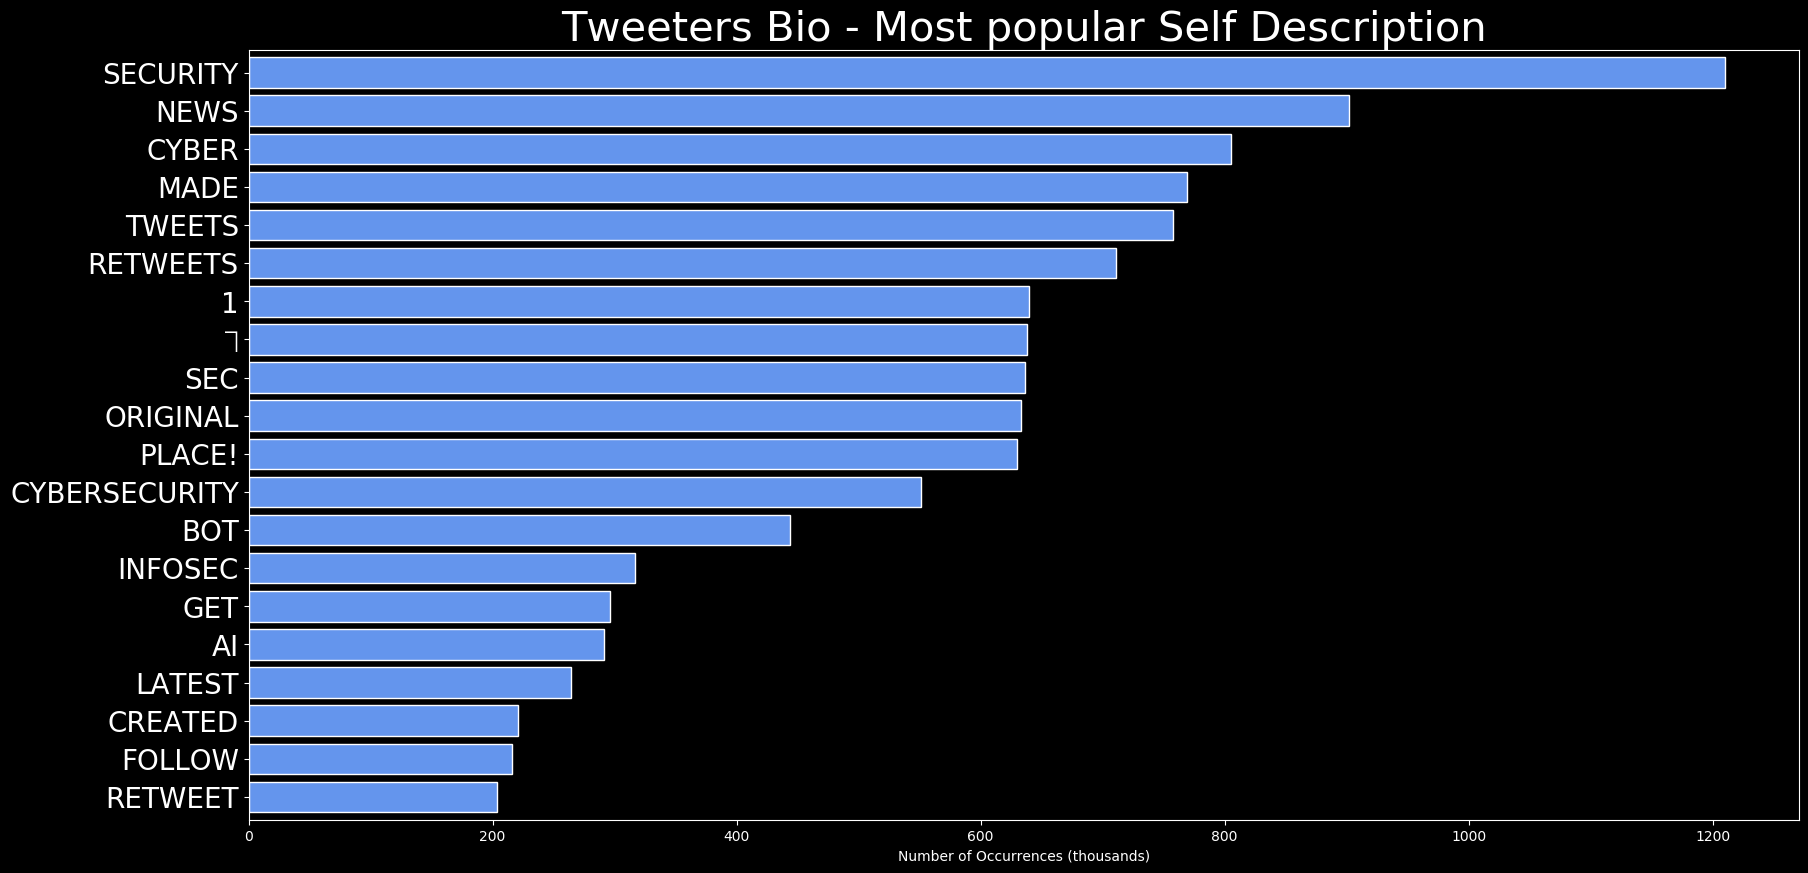 Tweeters Bio - Most popular Self Description
SECURITY
NEWS
CYBER
MADE
TWEETS
RETWEETS
1
SEC
ORIGINAL
PLACE!
CYBERSECURITY
BOT
INFOSEC
GET
AI
LATEST
CREATED
FOLLOW
RETWEET
0 200 400 600 800 1000 1200
Number of Occurrences (thousands)